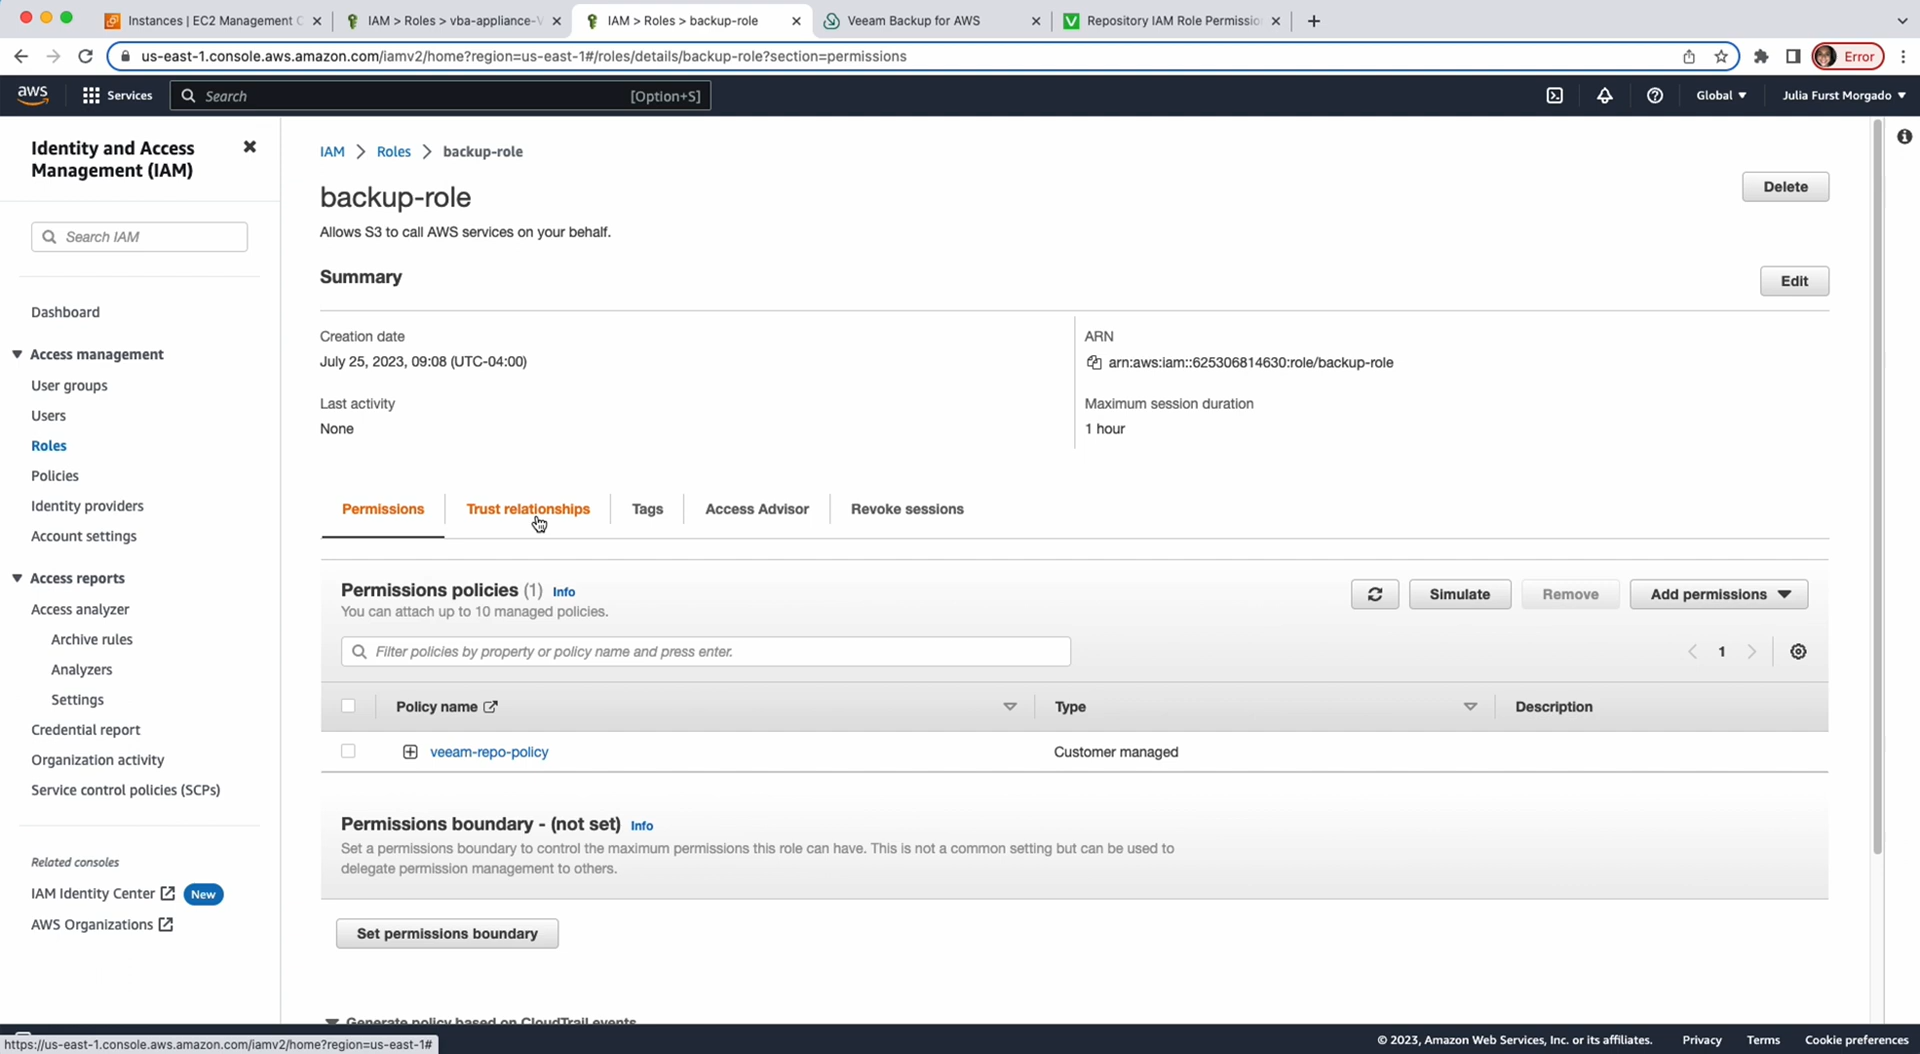 Instances | EC2 Management C
IAM > Roles > vba-appliance-V
IAM > Roles > backup-role
Veeam Backup for AWS
Repository IAM Role Permissio
us-east-1.console.aws.amazon.com/iamv2/home?region=us-east-1#/roles/details/backup-role?section=permissions
Error
aws
Services
Search
[Option+S]
Global
Julia Furst Morgado
Identity and Access
Management (IAM)
Search IAM
Dashboard
Access management
User groups
Users
Roles
Policies
Identity providers
Account settings
Access reports
Access analyzer
Archive rules
Analyzers
Settings
Credential report
Organization activity
Service control policies (SCPs)
Related consoles
IAM Identity Center
New
AWS Organizations
IAM > Roles > backup-role
backup-role
Delete
Allows S3 to call AWS services on your behalf.
Summary
Edit
Creation date
July 25, 2023, 09:08 (UTC-04:00)
ARN
arn:aws:iam::625306814630:role/backup-role
Last activity
None
Maximum session duration
1 hour
Permissions
Trust relationships
Tags
Access Advisor
Revoke sessions
Permissions policies (1) Info
You can attach up to 10 managed policies.
Simulate
Remove
Add permissions
Filter policies by property or policy name and press enter.
1
Policy name
Type
Description
veeam-repo-policy
Customer managed
Permissions boundary - (not set) Info
Set a permissions boundary to control the maximum permissions this role can have. This is not a common setting but can be used to
delegate permission management to others.
Set permissions boundary
Generate policy based on CloudTrail events
https://us-east-1.console.aws.amazon.com/iamv2/home?region=us-east-1#
© 2023, Amazon Web Services, Inc. or its affiliates.
Privacy
Terms
Cookie preferences